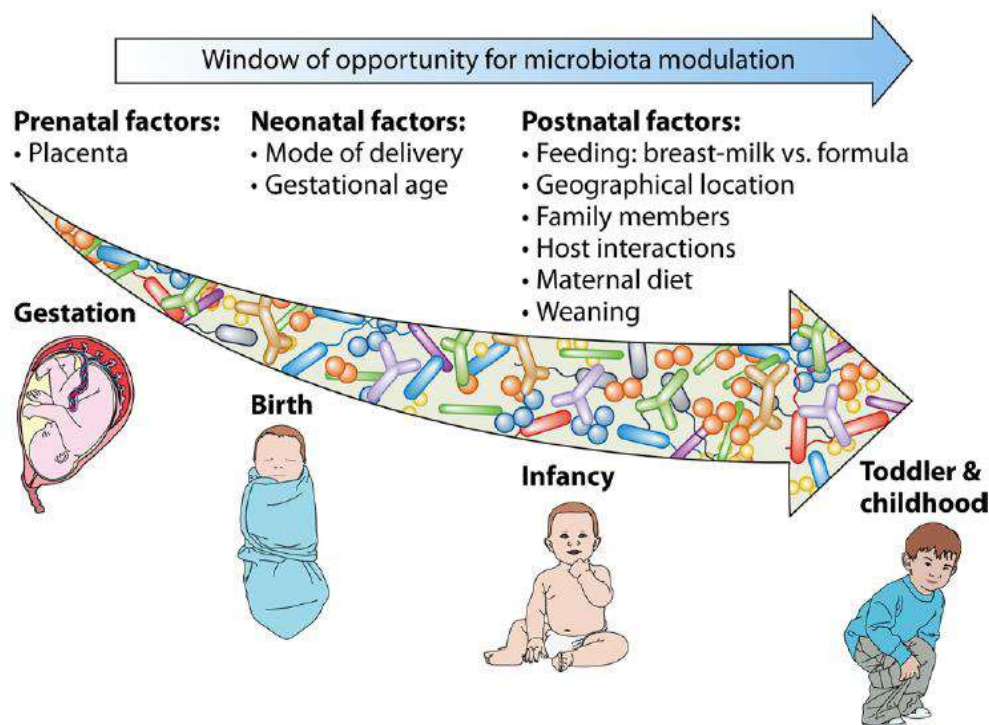 Window of opportunity for microbiota modulation
Prenatal factors:
• Placenta
Neonatal factors:
• Mode of delivery
• Gestational age
Postnatal factors:
• Feeding: breast-milk vs. formula
• Geographical location
• Family members
• Host interactions
• Maternal diet
• Weaning
Gestation
Birth
Infancy
Toddler &
childhood